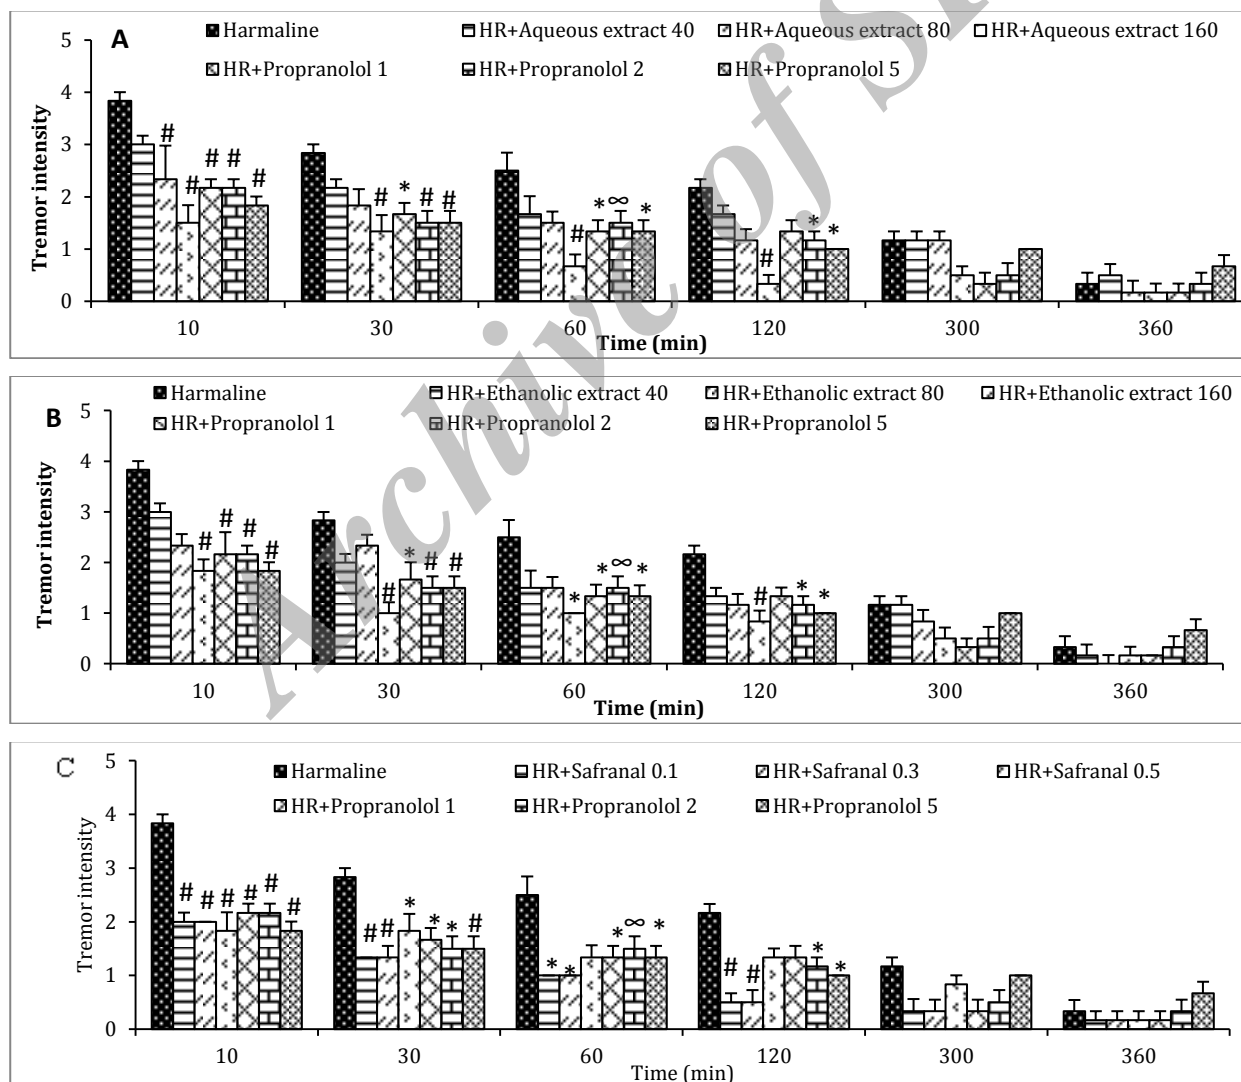 A
Harmaline HR+Aqueous extract 40 HR+Aqueous extract 80 HR+Aqueous extract 160
HR+Propranolol 1 HR+Propranolol 2 HR+Propranolol 5
Tremor intensity
5
4
3
2
1
0
# # # # #
# * # #
# * ∞ *
# * *
10 30 60 120 300 360
Time (min)
B
Harmaline HR+Ethanolic extract 40 HR+Ethanolic extract 80 HR+Ethanolic extract 160
HR+Propranolol 1 HR+Propranolol 2 HR+Propranolol 5
Tremor intensity
5
4
3
2
1
0
# # # #
# * # #
* * ∞ *
# * *
10 30 60 120 300 360
Time (min)
C
Harmaline HR+Safranal 0.1 HR+Safranal 0.3 HR+Safranal 0.5
HR+Propranolol 1 HR+Propranolol 2 HR+Propranolol 5
Tremor intensity
5
4
3
2
1
0
# # # # # #
# # * * * #
* * * ∞ *
# # * *
10 30 60 120 300 360
Time (min)
Archive of